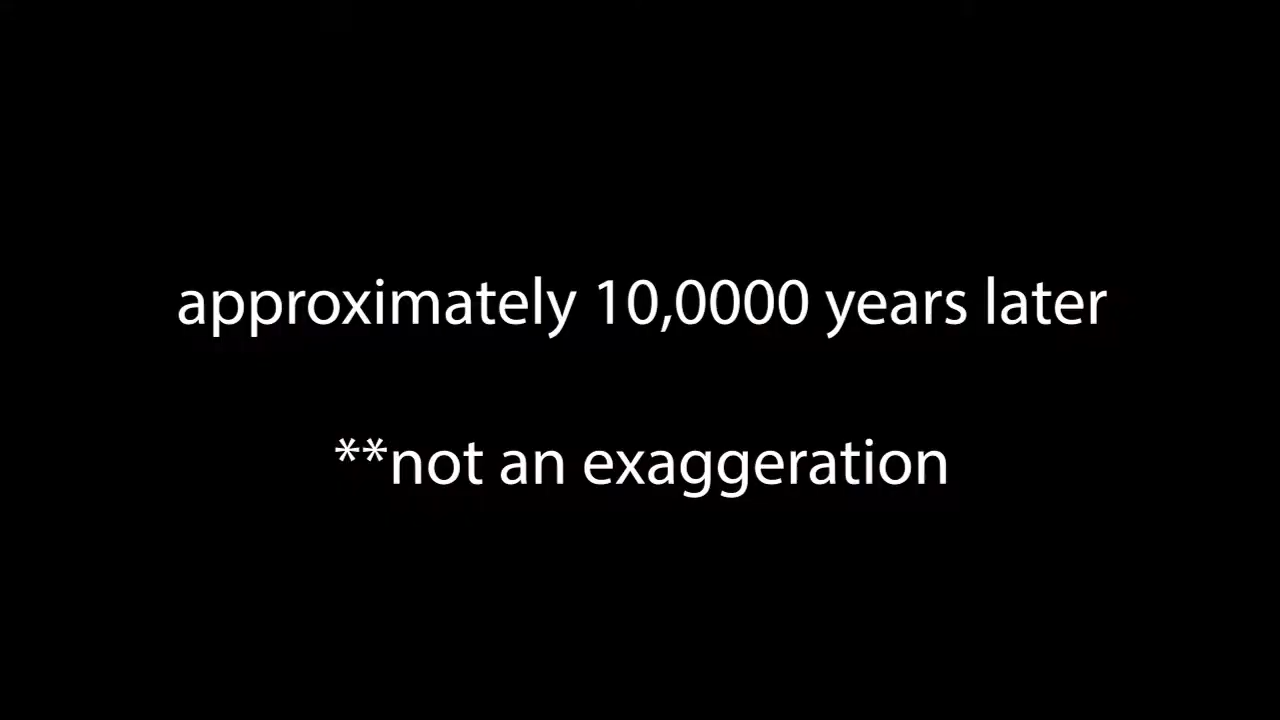 approximately 10,0000 years later
**not an exaggeration